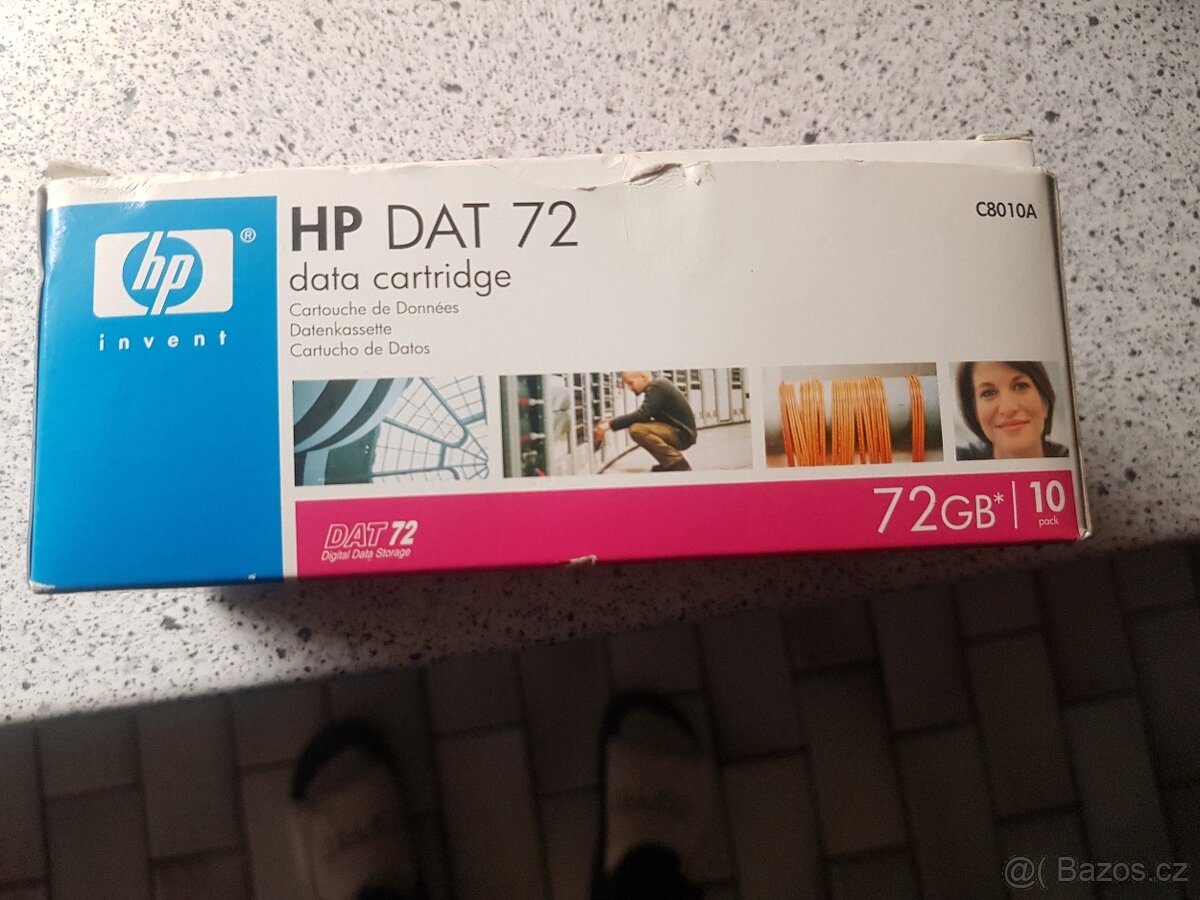 HP DAT 72
C8010A
data cartridge
Cartouche de Données
Datenkassette
Cartucho de Datos
hp®
invent
72GB* | 10
pack
DAT 72
Digital Data Storage
@( Bazos.cz